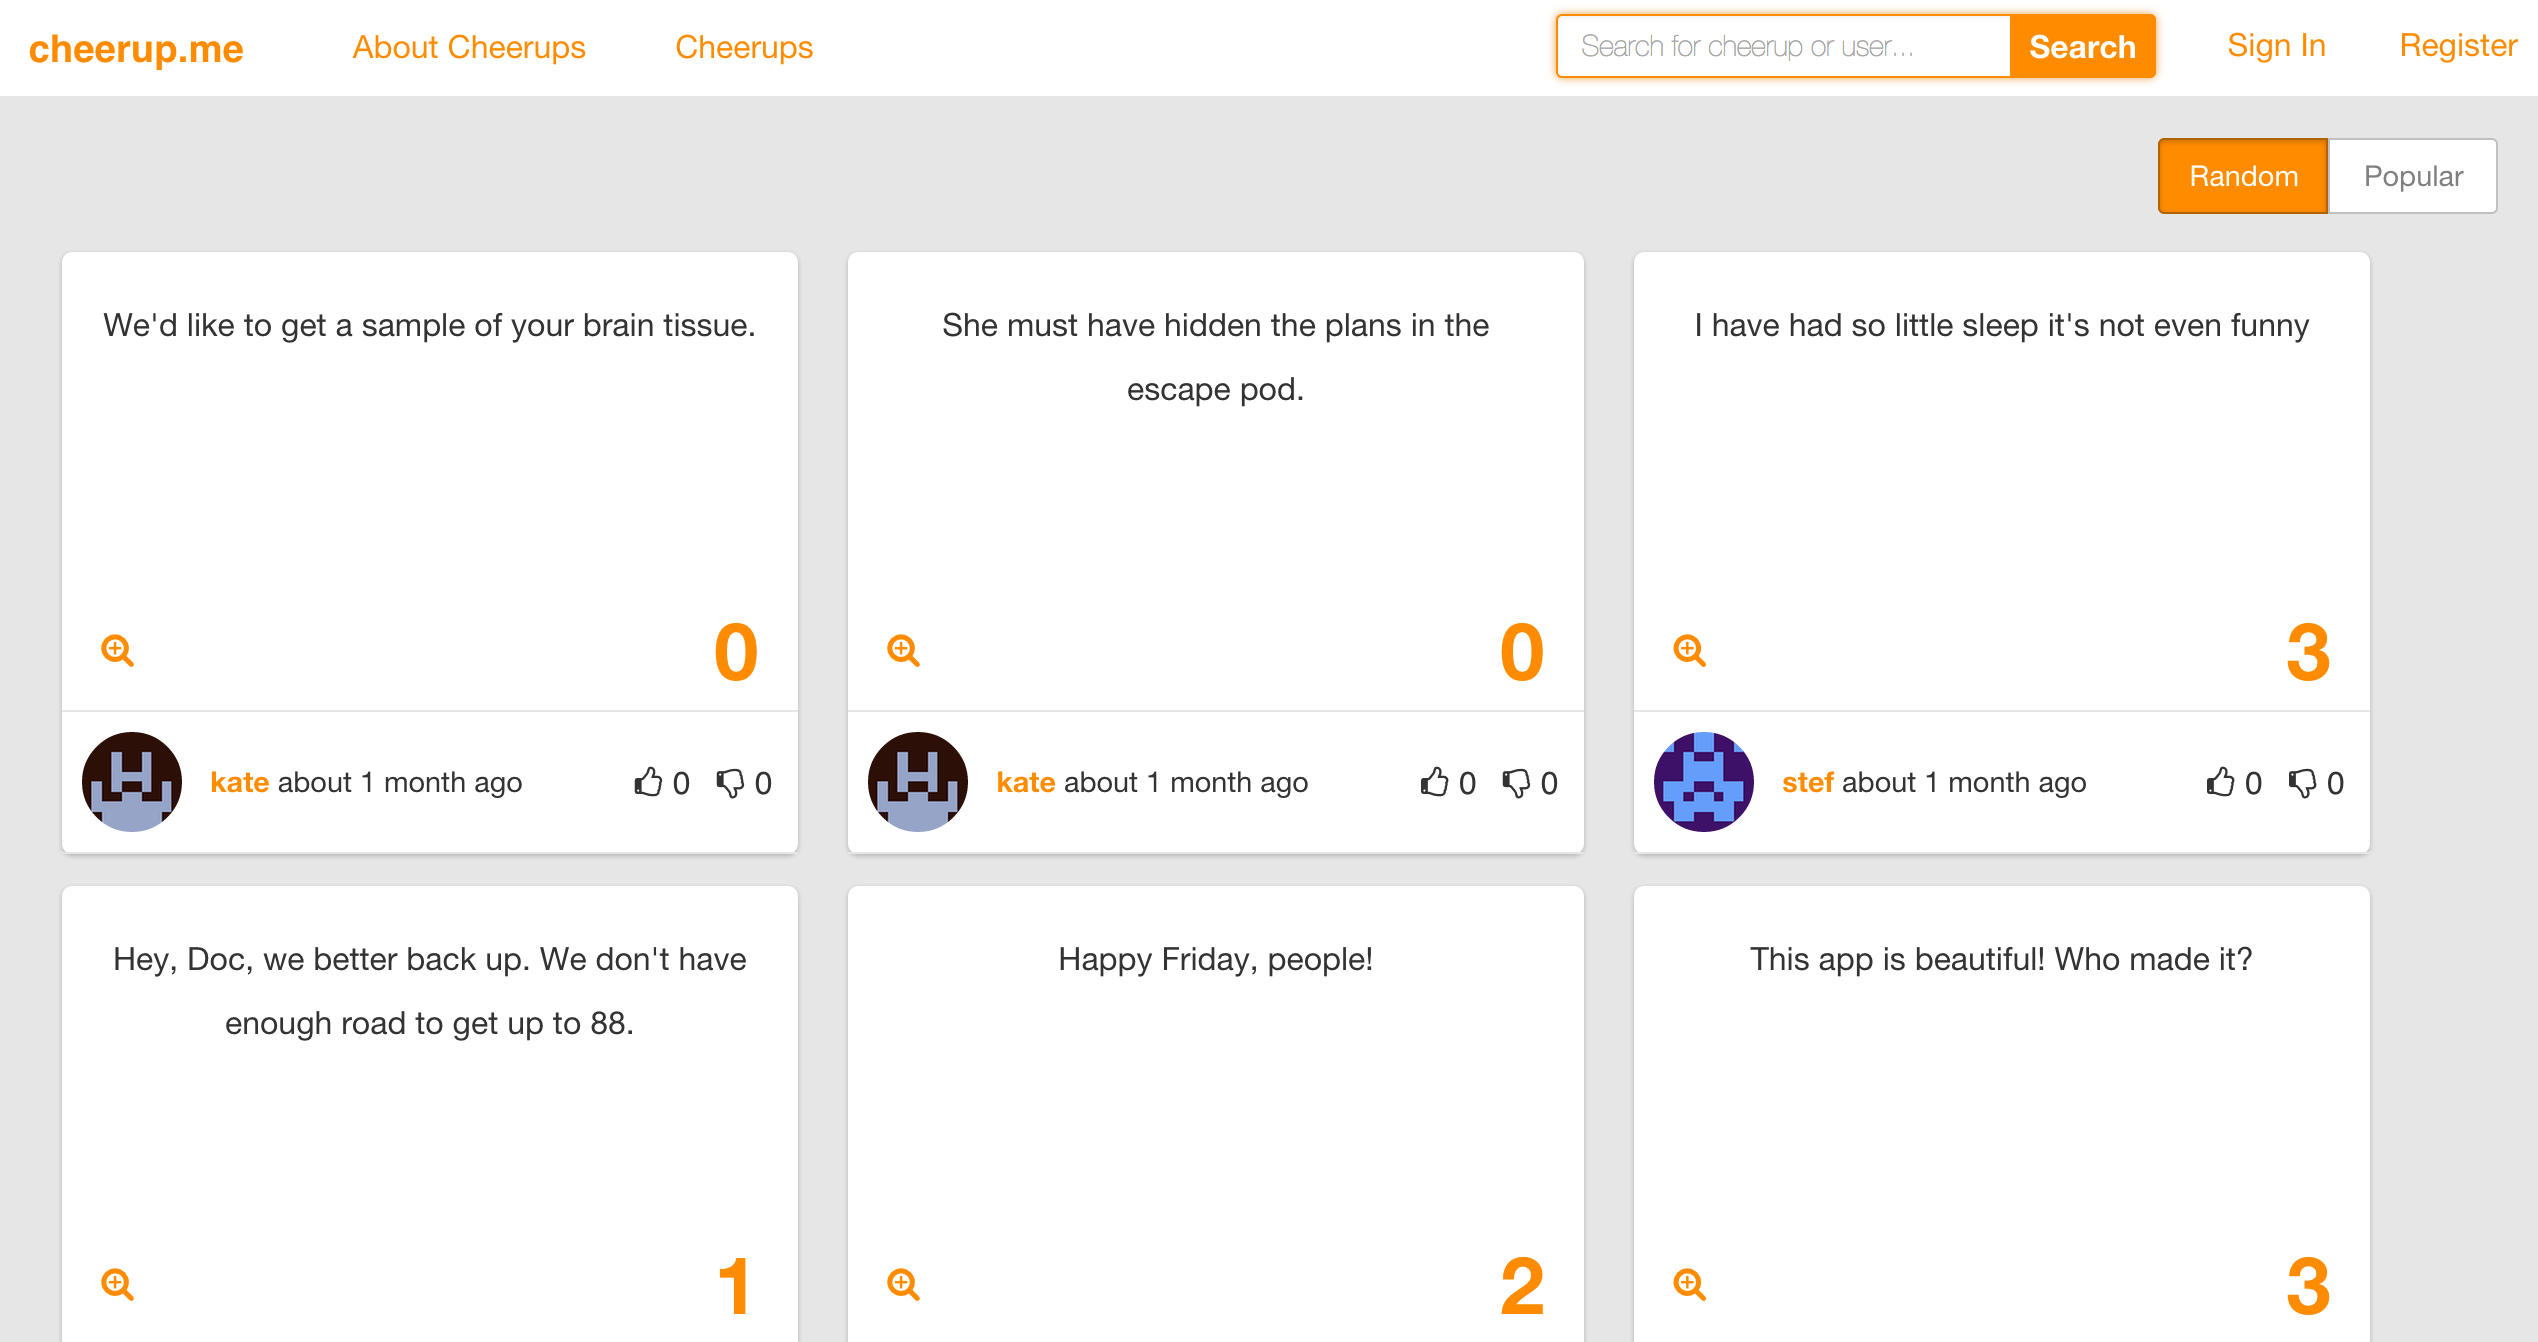 cheerup.me About Cheerups Cheerups Search for cheerup or user... Search Sign In Register
Random Popular
We'd like to get a sample of your brain tissue.
0
kate about 1 month ago 0 0
She must have hidden the plans in the
escape pod.
0
kate about 1 month ago 0 0
I have had so little sleep it's not even funny
3
stef about 1 month ago 0 0
Hey, Doc, we better back up. We don't have
enough road to get up to 88.
1
Happy Friday, people!
2
This app is beautiful! Who made it?
3